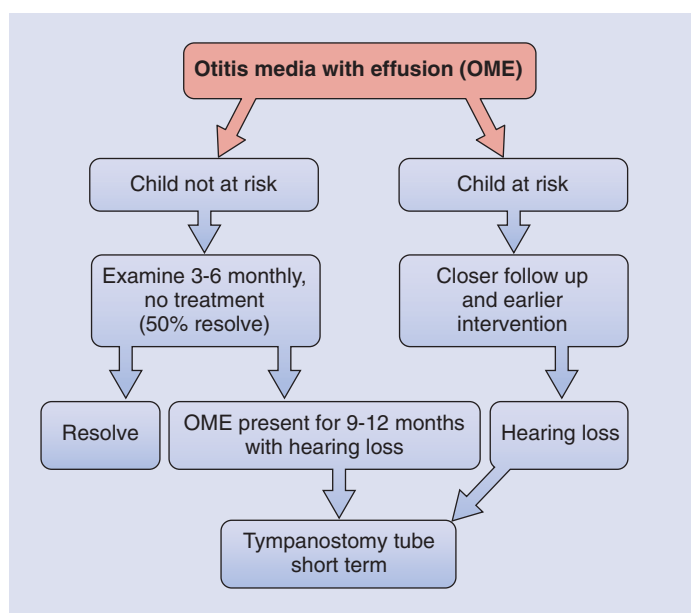 Otitis media with effusion (OME)
Child not at risk
Child at risk
Examine 3-6 monthly,
no treatment
(50% resolve)
Closer follow up
and earlier
intervention
Resolve
OME present for 9-12 months
with hearing loss
Hearing loss
Tympanostomy tube
short term